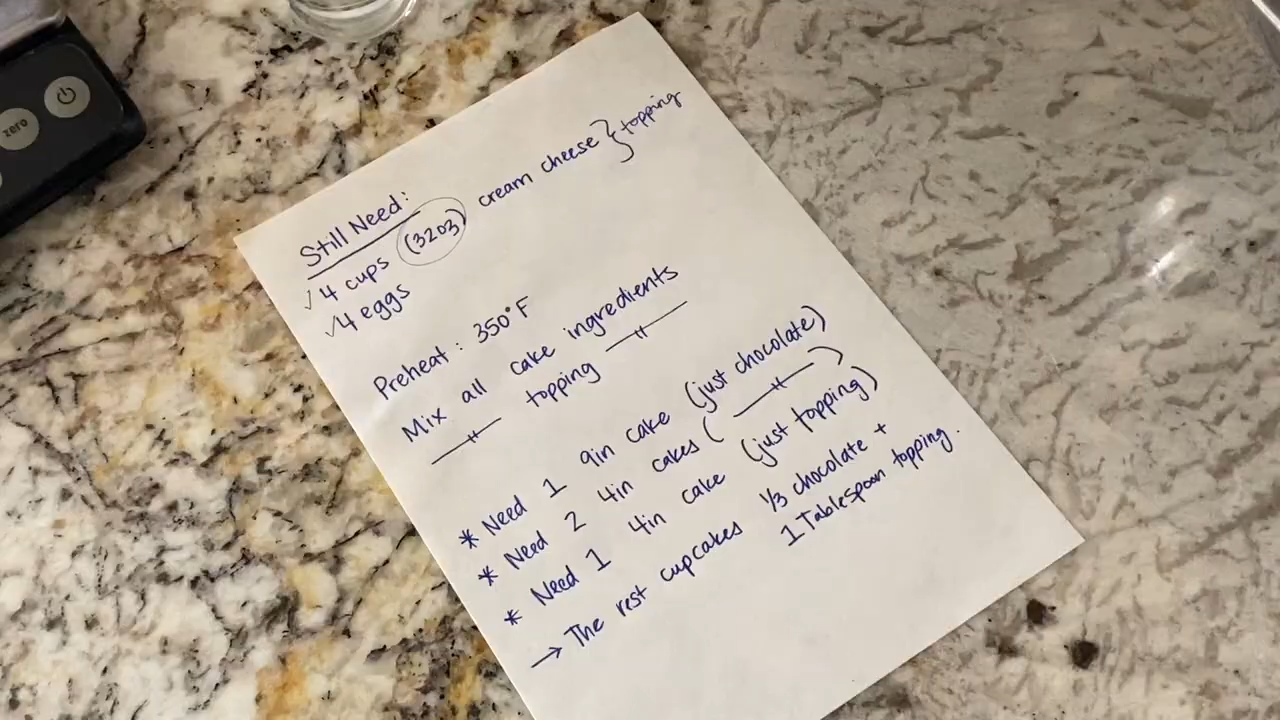 zero
Still Need:
√ 4 cups (32oz) cream cheese } topping
√ 4 eggs
Preheat: 350°F
Mix all cake ingredients
—〃— topping —〃—
* Need 1 9in cake (just chocolate)
* Need 2 4in cakes ( —〃— )
* Need 1 4in cake (just topping)
→ The rest cupcakes 1/3 chocolate +
1 Tablespoon topping.